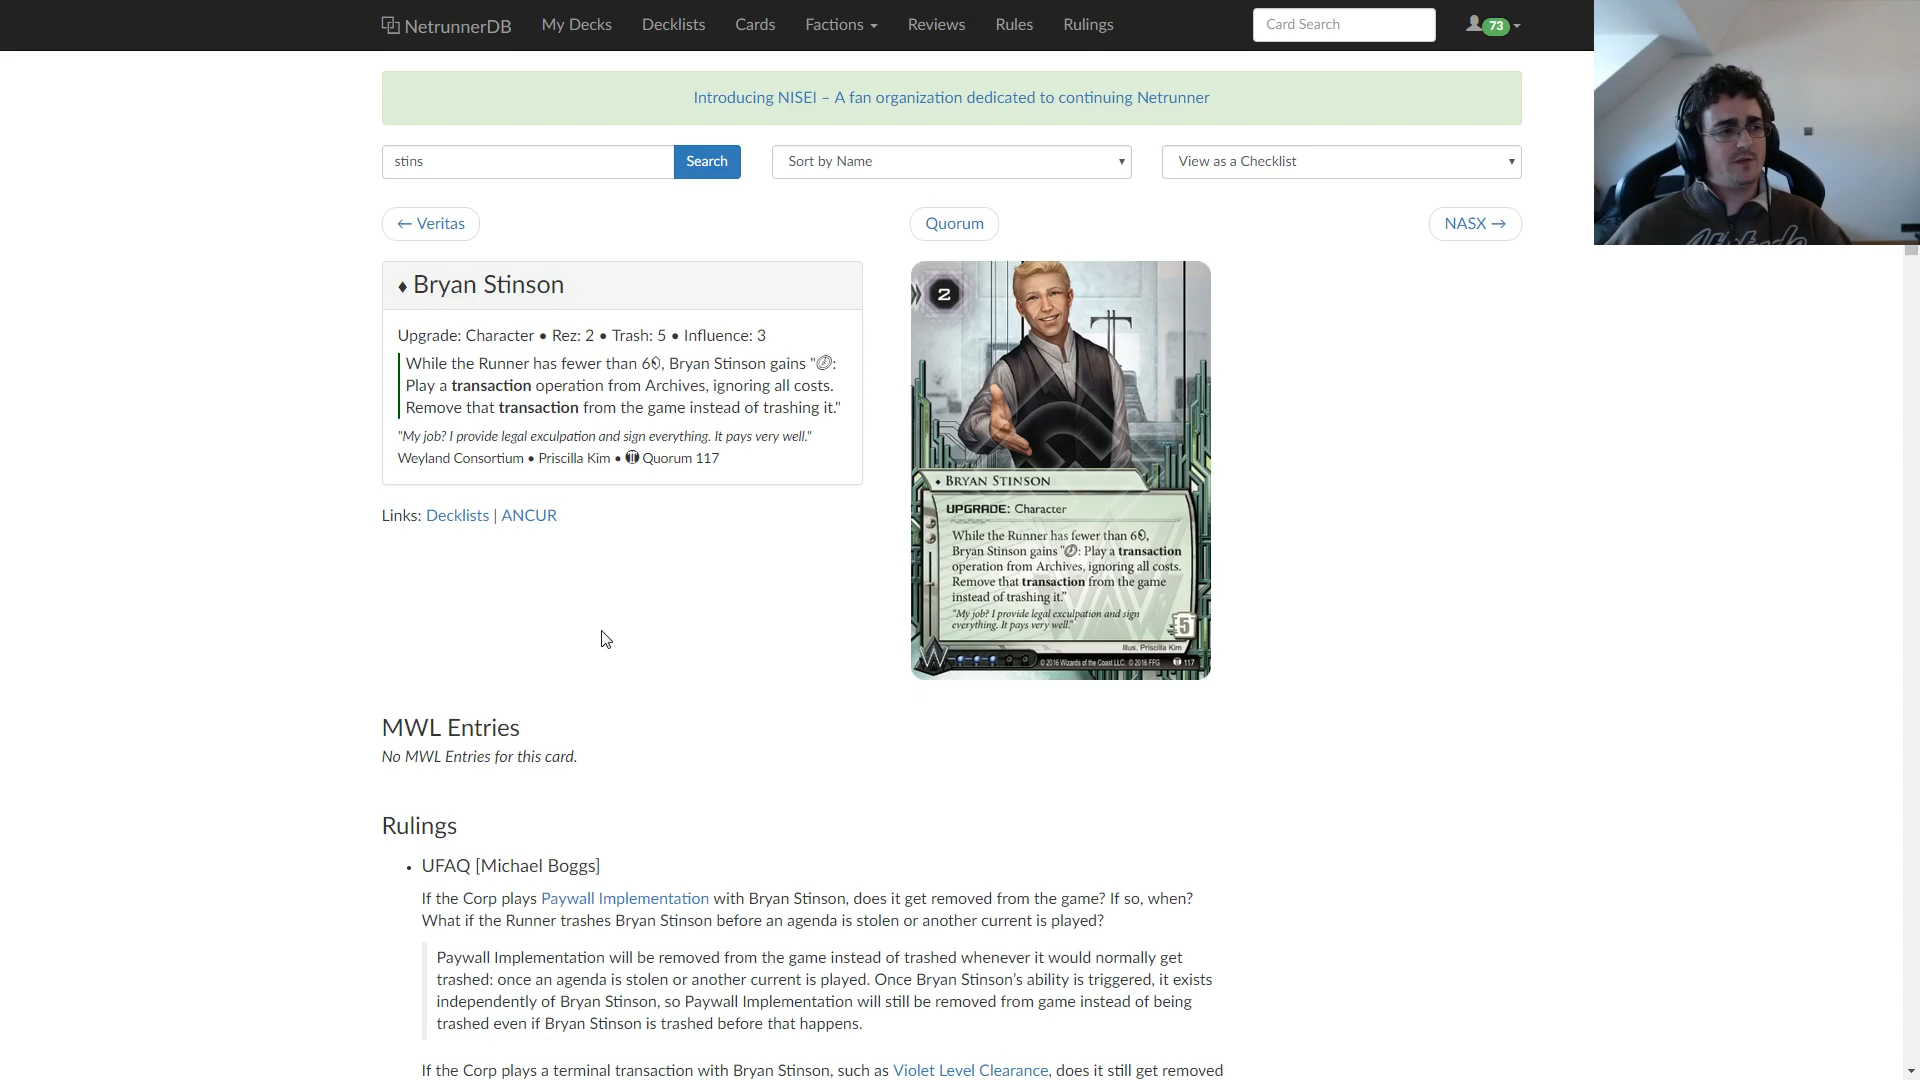 NetrunnerDB My Decks Decklists Cards Factions Reviews Rules Rulings Card Search 73
Introducing NISEI – A fan organization dedicated to continuing Netrunner
stins Search Sort by Name View as a Checklist
← Veritas Quorum NASX →
♦ Bryan Stinson
Upgrade: Character • Rez: 2 • Trash: 5 • Influence: 3
While the Runner has fewer than 6, Bryan Stinson gains ":
Play a transaction operation from Archives, ignoring all costs.
Remove that transaction from the game instead of trashing it."
"My job? I provide legal exculpation and sign everything. It pays very well."
Weyland Consortium • Priscilla Kim • Quorum 117
Links: Decklists | ANCUR
2
♦ BRYAN STINSON
UPGRADE: Character
While the Runner has fewer than 6,
Bryan Stinson gains ": Play a transaction
operation from Archives, ignoring all costs.
Remove that transaction from the game
instead of trashing it."
"My job? I provide legal exculpation and sign
everything. It pays very well."
5
Illus. Priscilla Kim
© 2016 Wizards of the Coast LLC. © 2016 FFG 117
MWL Entries
No MWL Entries for this card.
Rulings
• UFAQ [Michael Boggs]
If the Corp plays Paywall Implementation with Bryan Stinson, does it get removed from the game? If so, when?
What if the Runner trashes Bryan Stinson before an agenda is stolen or another current is played?
Paywall Implementation will be removed from the game instead of trashed whenever it would normally get
trashed: once an agenda is stolen or another current is played. Once Bryan Stinson's ability is triggered, it exists
independently of Bryan Stinson, so Paywall Implementation will still be removed from game instead of being
trashed even if Bryan Stinson is trashed before that happens.
If the Corp plays a terminal transaction with Bryan Stinson, such as Violet Level Clearance, does it still get removed